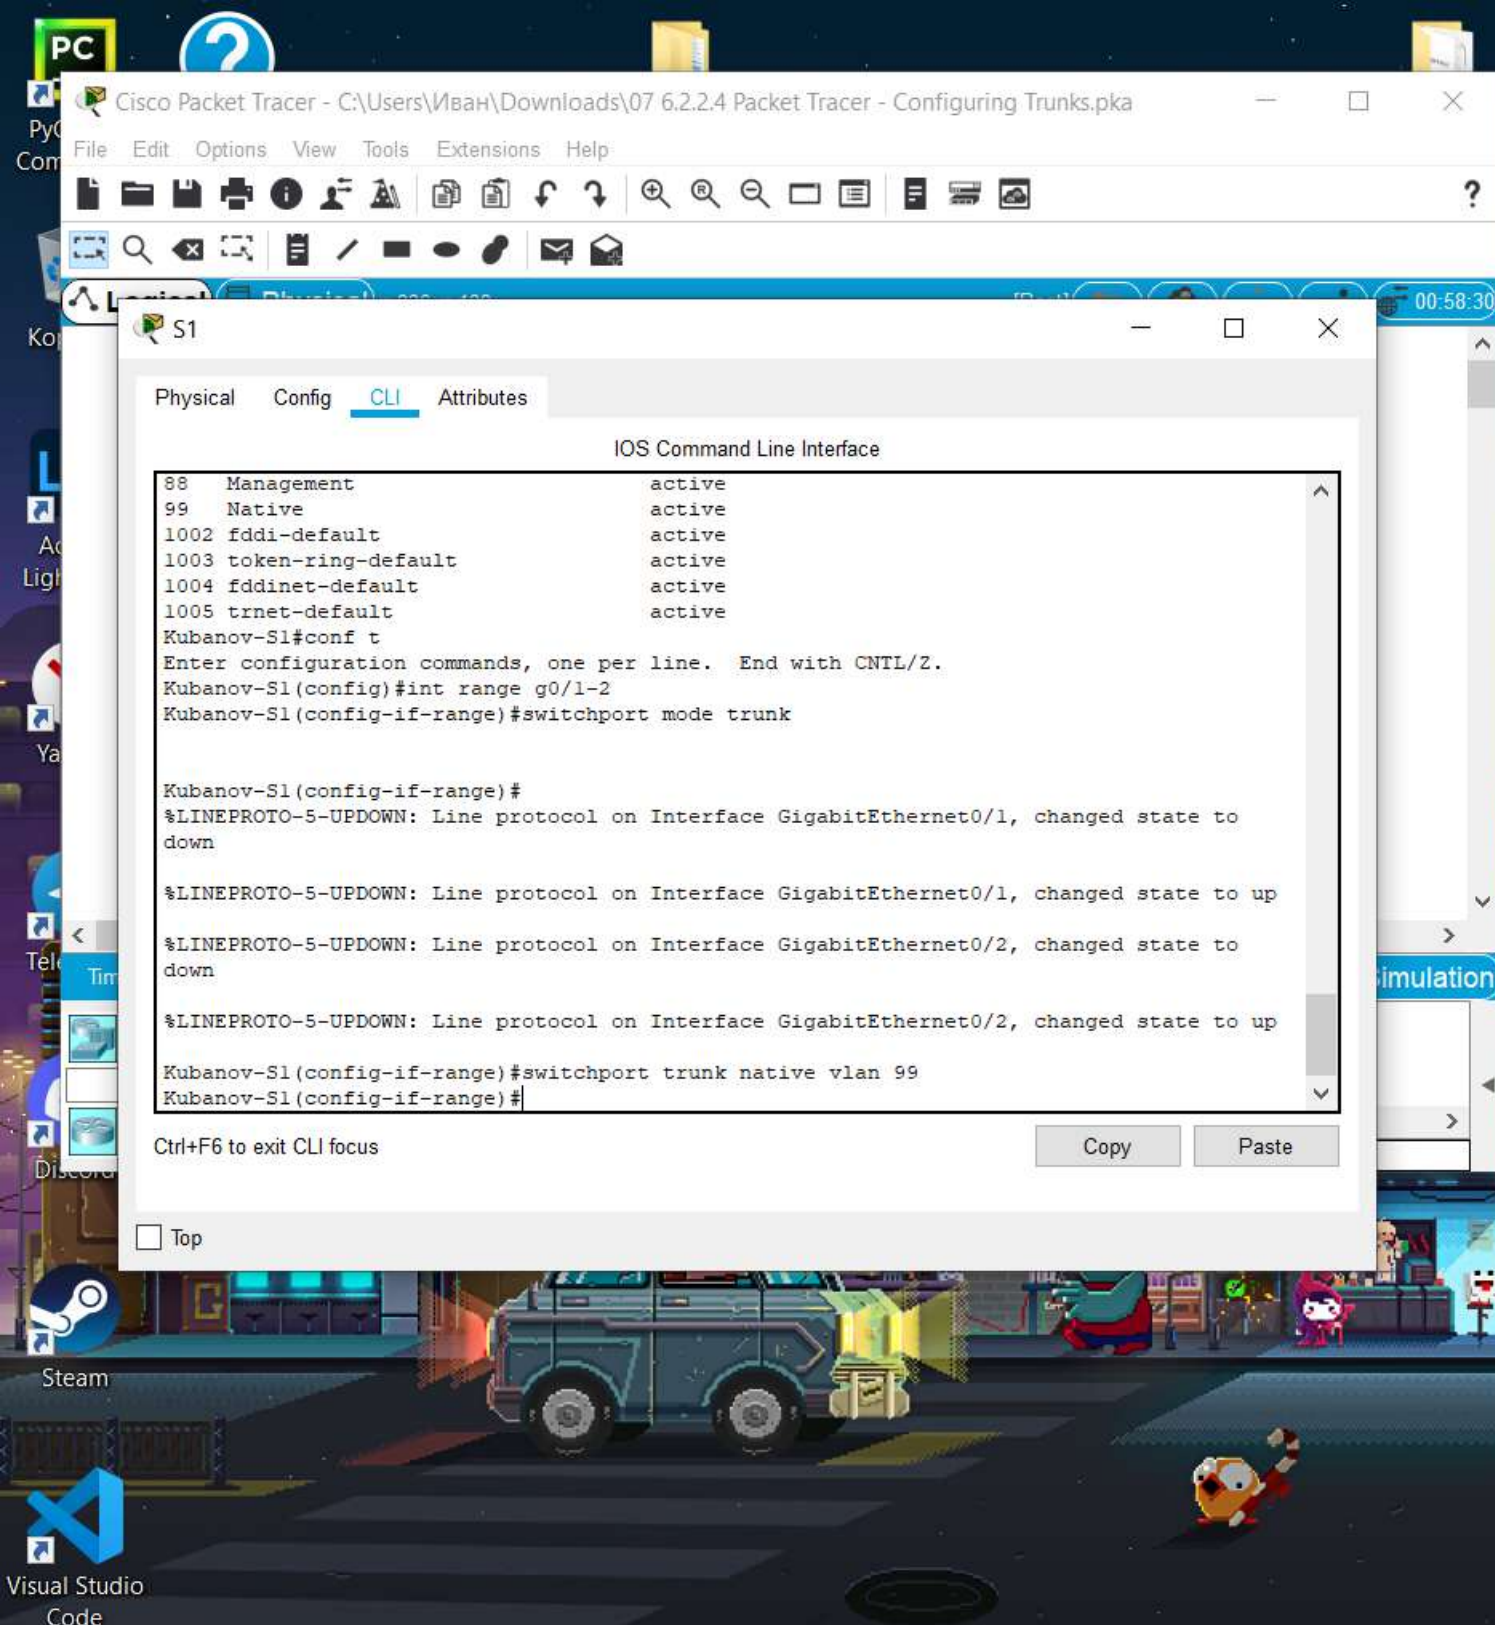 PC
Cisco Packet Tracer - C:\Users\Иван\Downloads\07 6.2.2.4 Packet Tracer - Configuring Trunks.pka
File Edit Options View Tools Extensions Help
00:58:30
S1
Physical Config CLI Attributes
IOS Command Line Interface
88 Management active
99 Native active
1002 fddi-default active
1003 token-ring-default active
1004 fddinet-default active
1005 trnet-default active
Kubanov-S1#conf t
Enter configuration commands, one per line. End with CNTL/Z.
Kubanov-S1(config)#int range g0/1-2
Kubanov-S1(config-if-range)#switchport mode trunk
Kubanov-S1(config-if-range)#
%LINEPROTO-5-UPDOWN: Line protocol on Interface GigabitEthernet0/1, changed state to
down
%LINEPROTO-5-UPDOWN: Line protocol on Interface GigabitEthernet0/1, changed state to up
%LINEPROTO-5-UPDOWN: Line protocol on Interface GigabitEthernet0/2, changed state to
down
%LINEPROTO-5-UPDOWN: Line protocol on Interface GigabitEthernet0/2, changed state to up
Kubanov-S1(config-if-range)#switchport trunk native vlan 99
Kubanov-S1(config-if-range)#
Ctrl+F6 to exit CLI focus
Copy Paste
Top
Steam
Visual Studio
Code